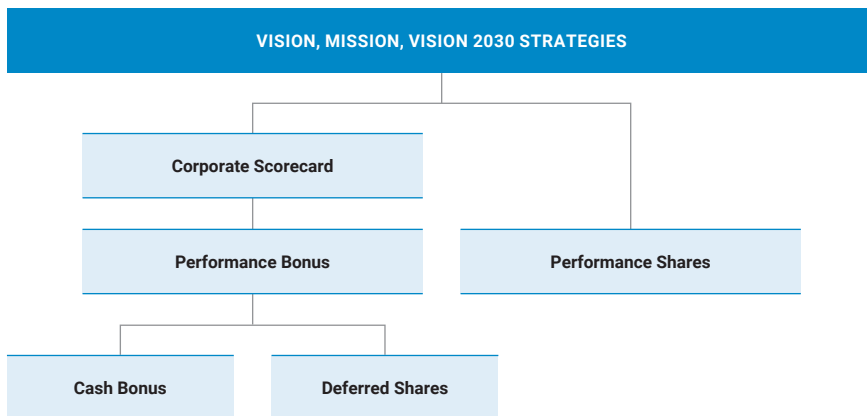 VISION, MISSION, VISION 2030 STRATEGIES
Corporate Scorecard
Performance Bonus
Performance Shares
Cash Bonus
Deferred Shares